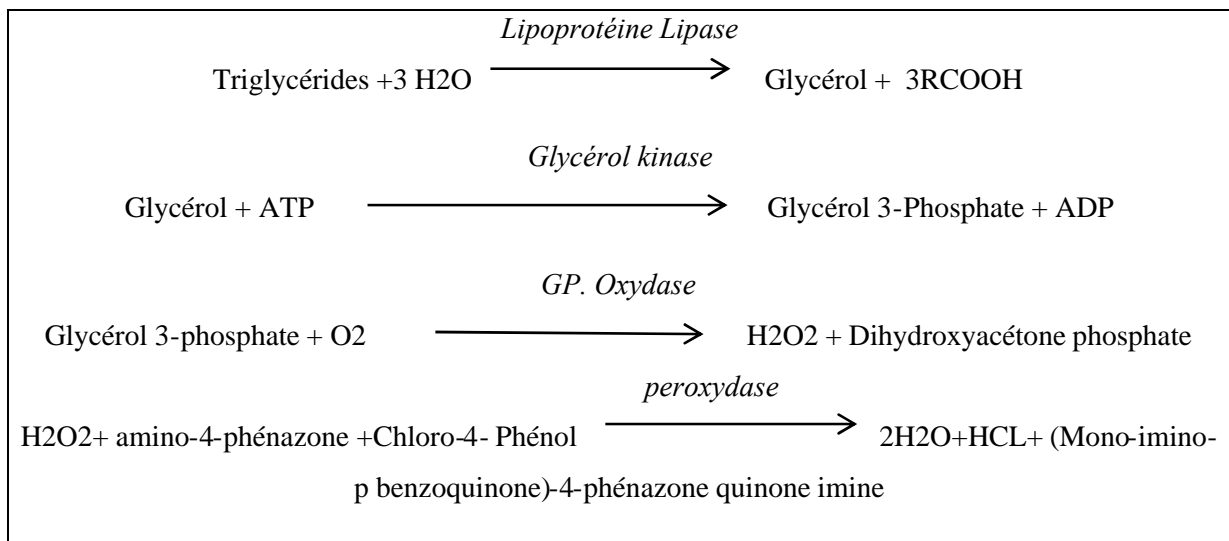 Lipoprotéine Lipase
Triglycérides +3 H2O Glycérol + 3RCOOH
Glycérol kinase
Glycérol + ATP Glycérol 3-Phosphate + ADP
GP. Oxydase
Glycérol 3-phosphate + O2 H2O2 + Dihydroxyacétone phosphate
peroxydase
H2O2+ amino-4-phénazone +Chloro-4- Phénol 2H2O+HCL+ (Mono-imino-
p benzoquinone)-4-phénazone quinone imine